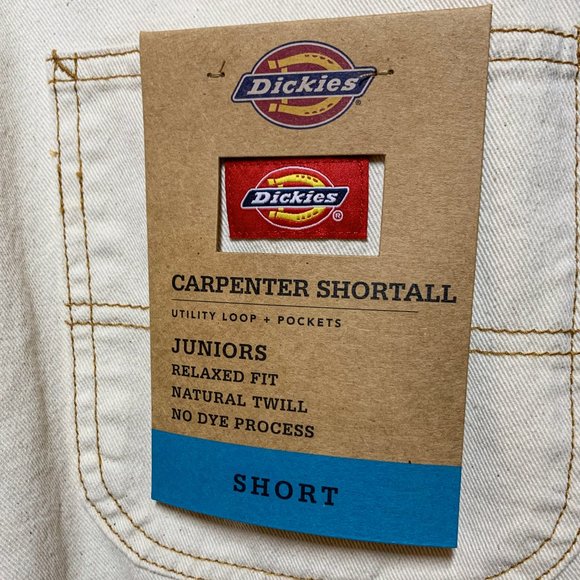 Dickies
Dickies®
CARPENTER SHORTALL
UTILITY LOOP + POCKETS
JUNIORS
RELAXED FIT
NATURAL TWILL
NO DYE PROCESS
SHORT